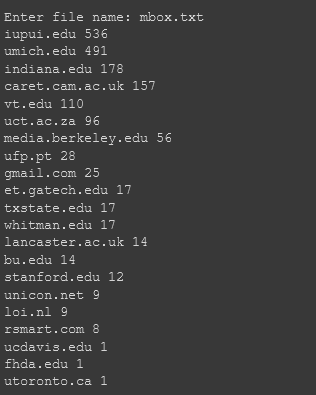 Enter file name: mbox.txt
iupui.edu 536
umich.edu 491
indiana.edu 178
caret.cam.ac.uk 157
vt.edu 110
uct.ac.za 96
media.berkeley.edu 56
ufp.pt 28
gmail.com 25
et.gatech.edu 17
txstate.edu 17
whitman.edu 17
lancaster.ac.uk 14
bu.edu 14
stanford.edu 12
unicon.net 9
loi.nl 9
rsmart.com 8
ucdavis.edu 1
fhda.edu 1
utoronto.ca 1